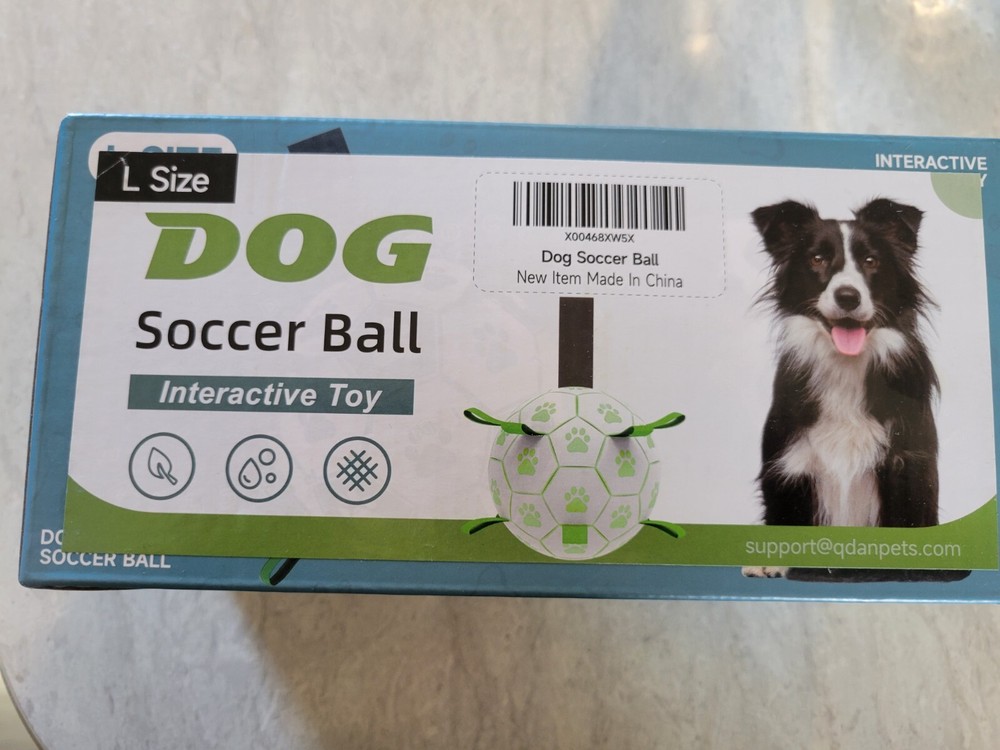 L Size
INTERACTIVE
DOG
Soccer Ball
Interactive Toy
X00468XW5X
Dog Soccer Ball
New Item Made In China
support@qdanpets.com
SOCCER BALL